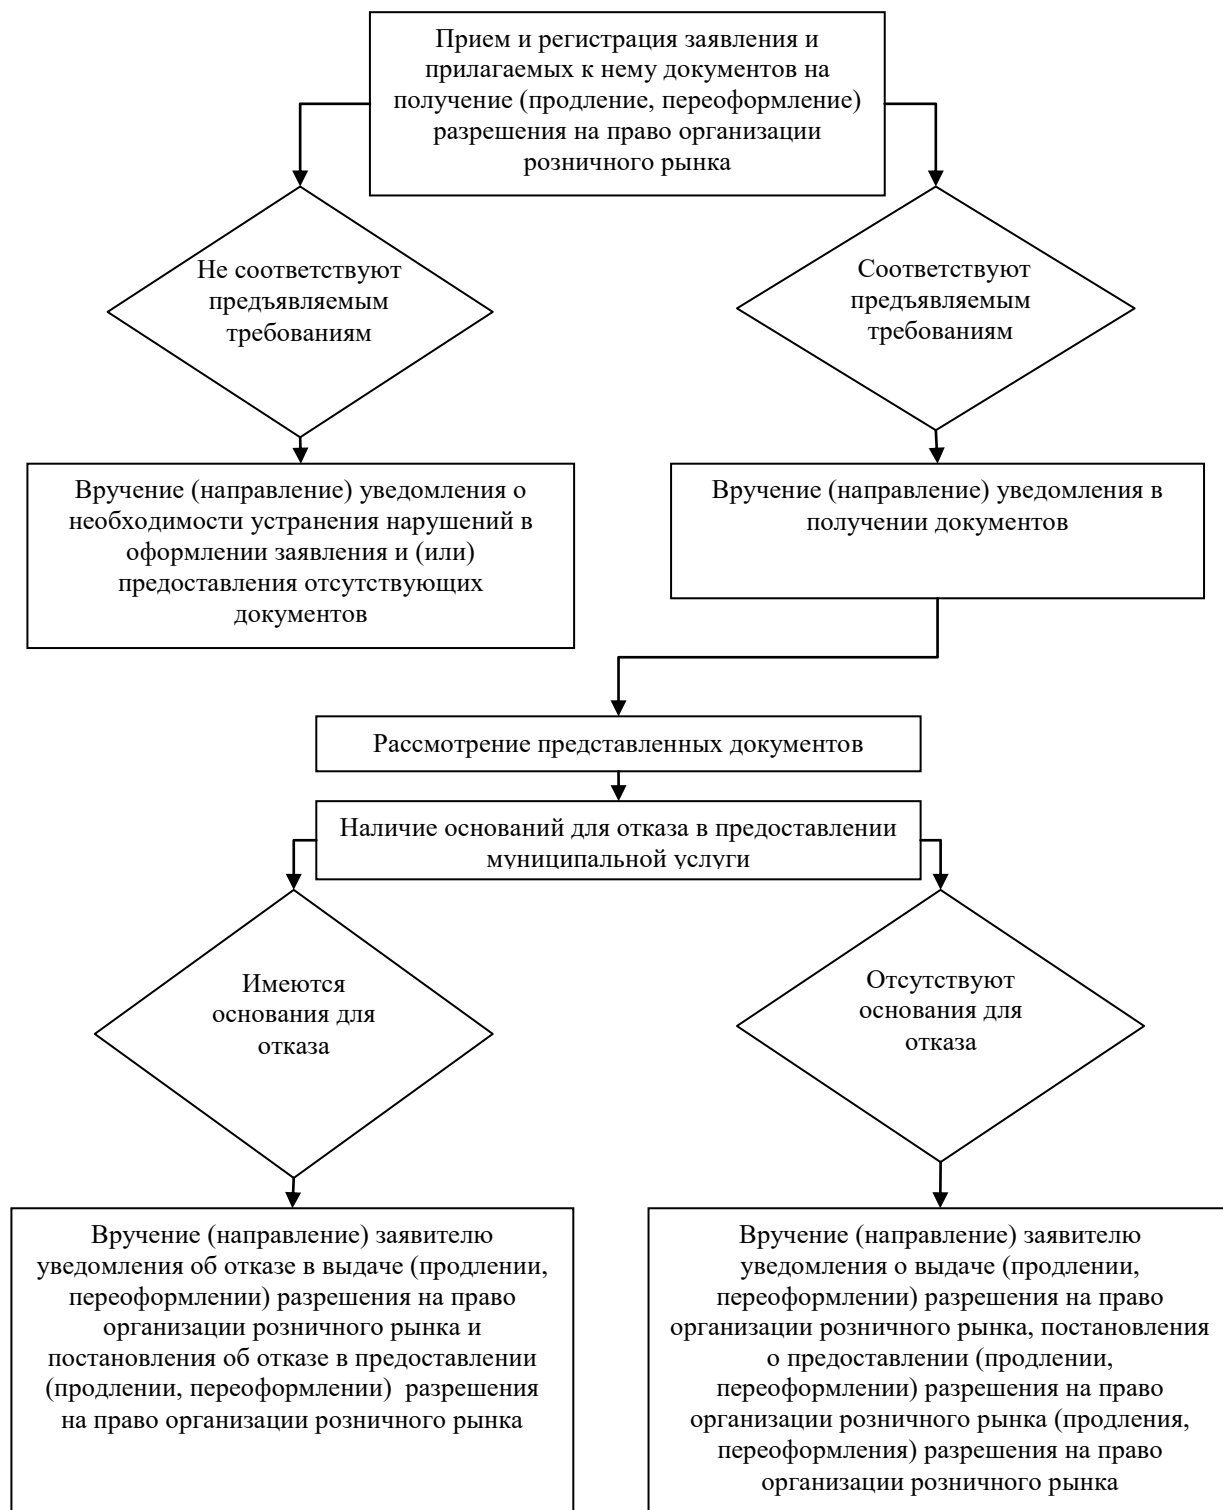 Прием и регистрация заявления и
прилагаемых к нему документов на
получение (продление, переоформление)
разрешения на право организации
розничного рынка
Не соответствуют
предъявляемым
требованиям
Соответствуют
предъявляемым
требованиям
Вручение (направление) уведомления о
необходимости устранения нарушений в
оформлении заявления и (или)
предоставления отсутствующих
документов
Вручение (направление) уведомления в
получении документов
Рассмотрение представленных документов
Наличие оснований для отказа в предоставлении
муниципальной услуги
Имеются
основания для
отказа
Отсутствуют
основания для
отказа
Вручение (направление) заявителю
уведомления об отказе в выдаче (продлении,
переоформлении) разрешения на право
организации розничного рынка и
постановления об отказе в предоставлении
(продлении, переоформлении) разрешения
на право организации розничного рынка
Вручение (направление) заявителю
уведомления о выдаче (продлении,
переоформлении) разрешения на право
организации розничного рынка, постановления
о предоставлении (продлении,
переоформлении) разрешения на право
организации розничного рынка (продления,
переоформления) разрешения на право
организации розничного рынка